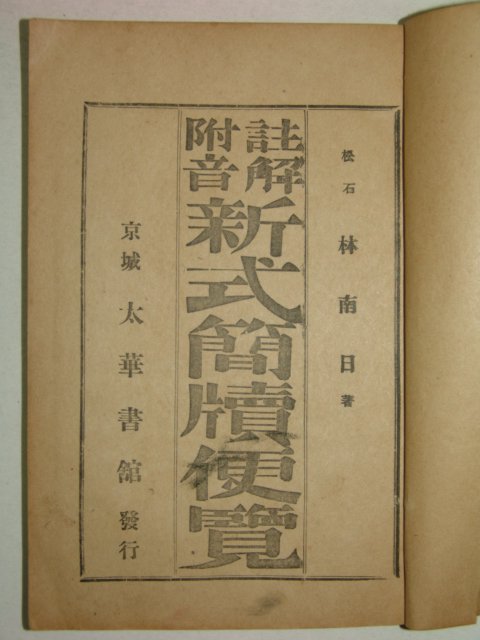 松石 林南日 著
註解
附音
新式簡牘便覽
京城 太華書舘 發行